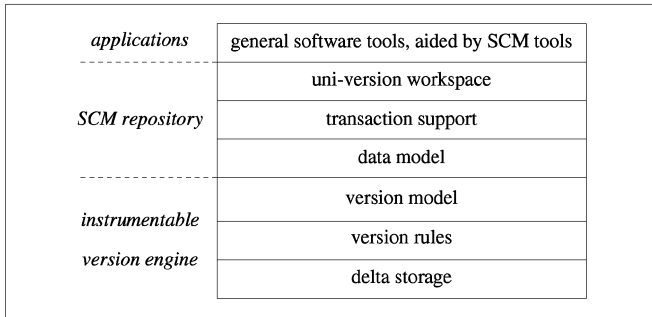 applications
general software tools, aided by SCM tools
uni-version workspace
SCM repository
transaction support
data model
version model
instrumentable
version engine
version rules
delta storage